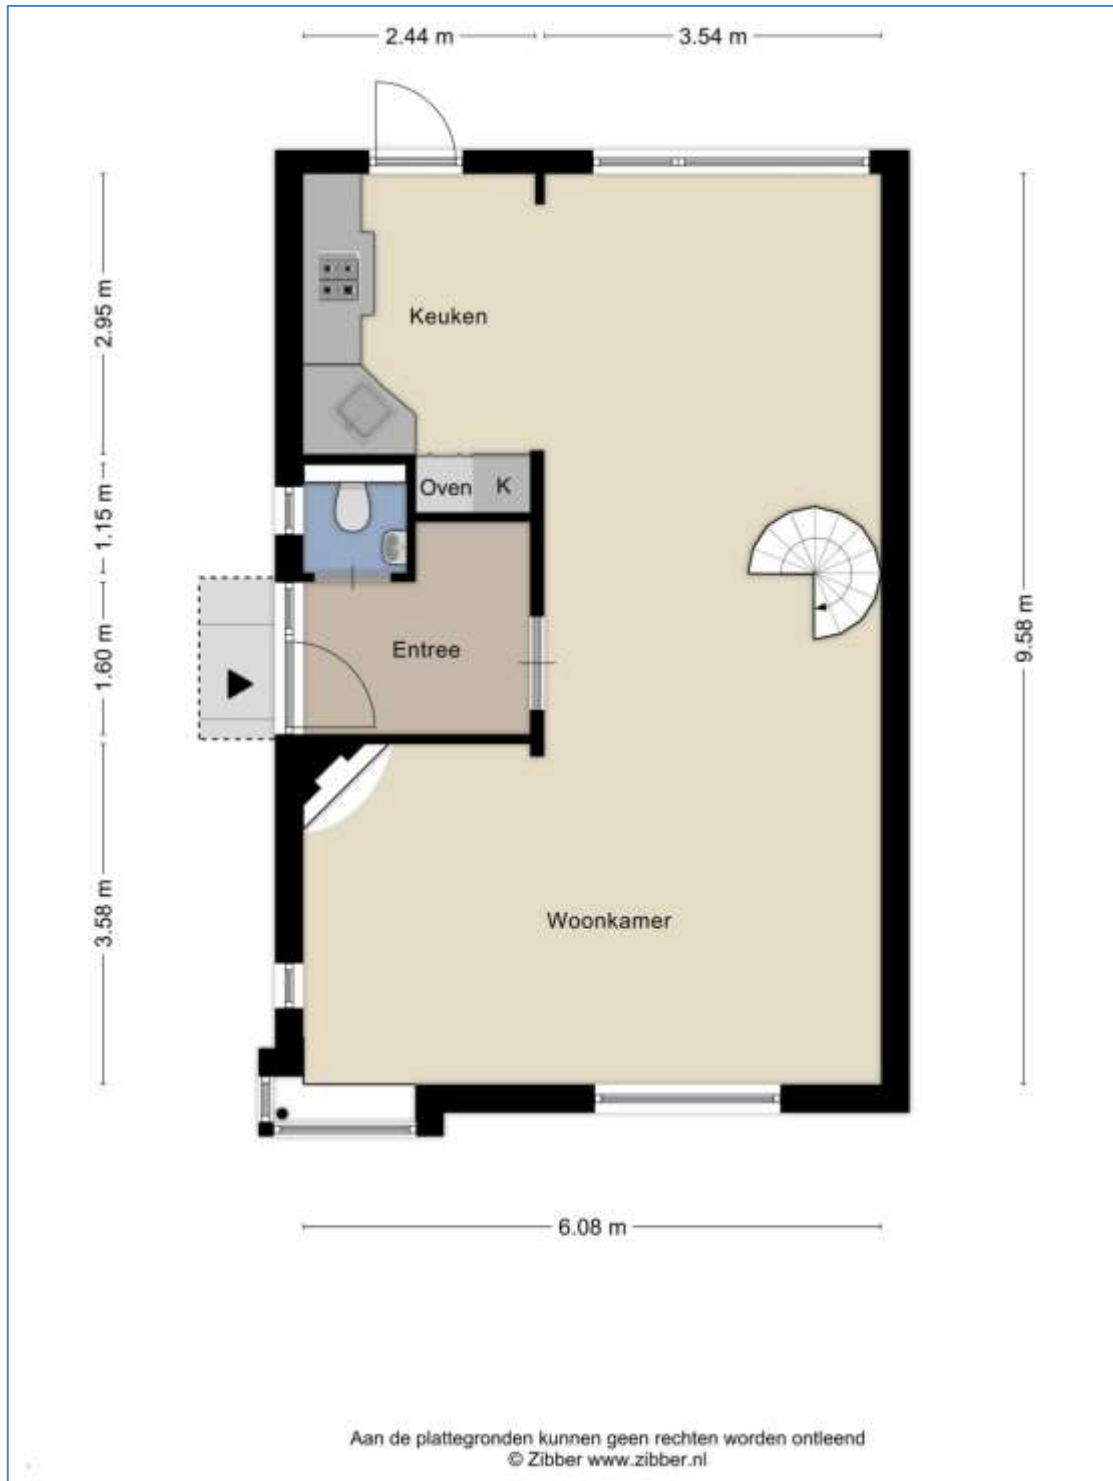 2.44 m
3.54 m
2.95 m
Keuken
Oven
K
1.15 m
1.60 m
Entree
9.58 m
3.58 m
Woonkamer
6.08 m
Aan de plattegronden kunnen geen rechten worden ontleend
© Zibber www.zibber.nl